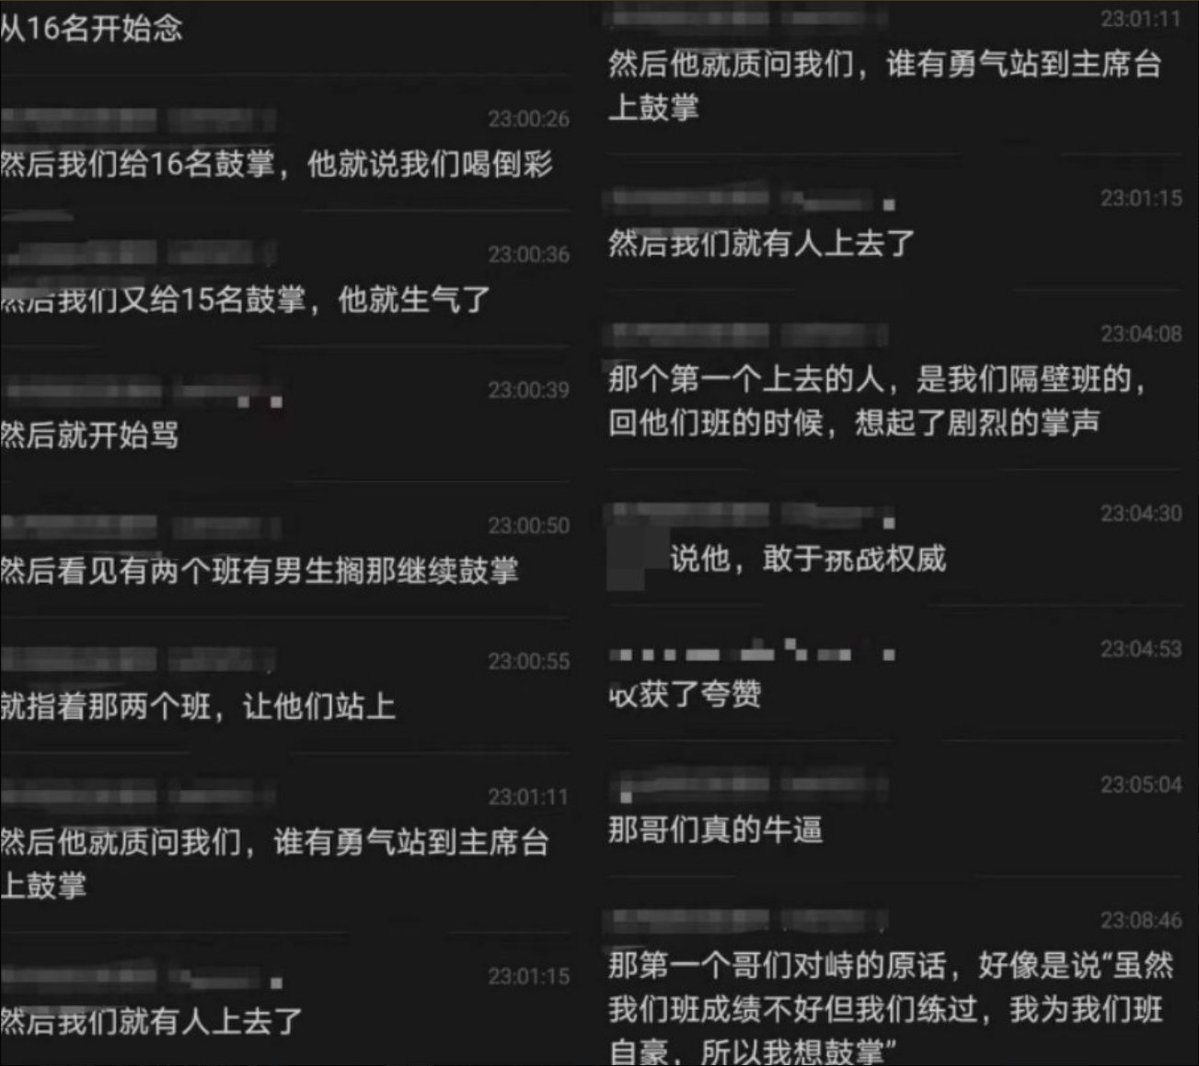 从16名开始念
23:00:26
然后我们给16名鼓掌，他就说我们喝倒彩
23:00:36
然后我们又给15名鼓掌，他就生气了
23:00:39
然后就开始骂
23:00:50
然后看见有两个班有男生搁那继续鼓掌
23:00:55
就指着那两个班，让他们站上
23:01:11
然后他就质问我们，谁有勇气站到主席台
上鼓掌
23:01:15
然后我们就有人上去了
23:01:11
然后他就质问我们，谁有勇气站到主席台
上鼓掌
23:01:15
然后我们就有人上去了
23:04:08
那个第一个上去的人，是我们隔壁班的，
回他们班的时候，想起了剧烈的掌声
23:04:30
说他，敢于挑战权威
23:04:53
收获了夸赞
23:05:04
那哥们真的牛逼
23:08:46
那第一个哥们对峙的原话，好像是说“虽然
我们班成绩不好但我们练过，我为我们班
自豪，所以我想鼓掌”